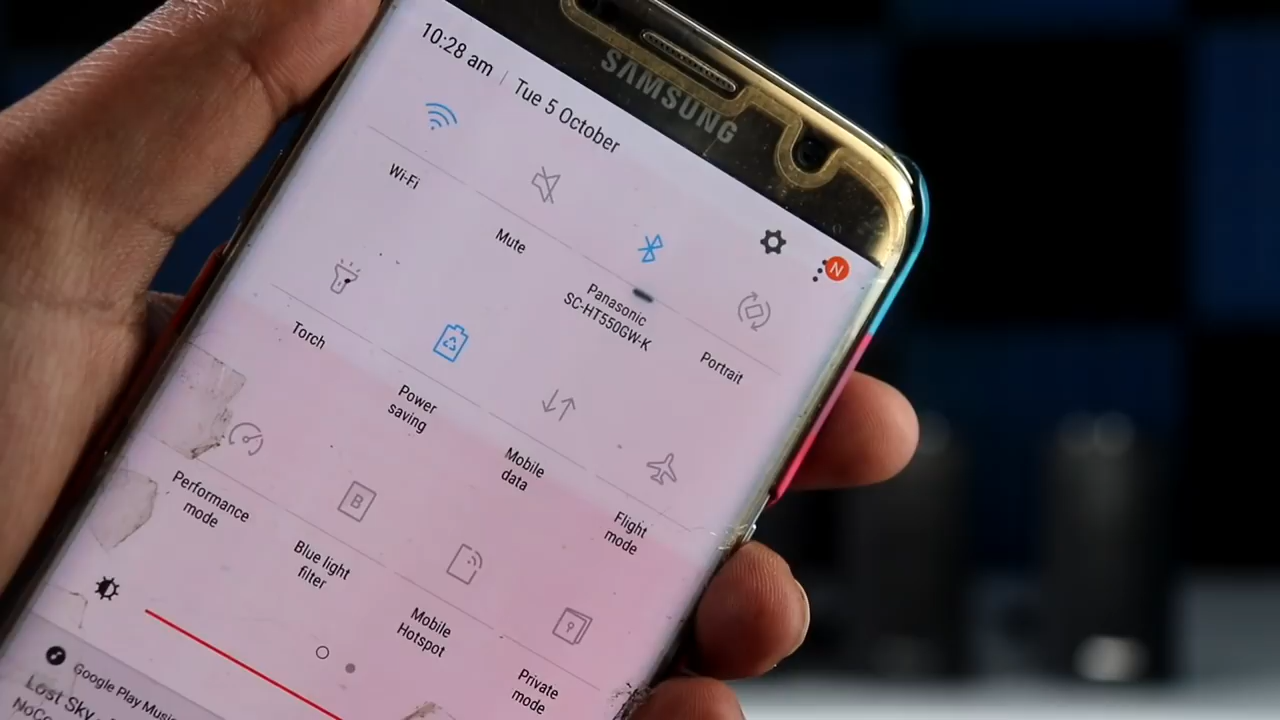 SAMSUNG
10:28 am | Tue 5 October
N
Wi-Fi
Mute
Panasonic
SC-HT550GW-K
Portrait
Torch
Power
saving
Mobile
data
Flight
mode
Performance
mode
B
Blue light
filter
Mobile
Hotspot
Private
mode
Google Play Music
Lost Sky